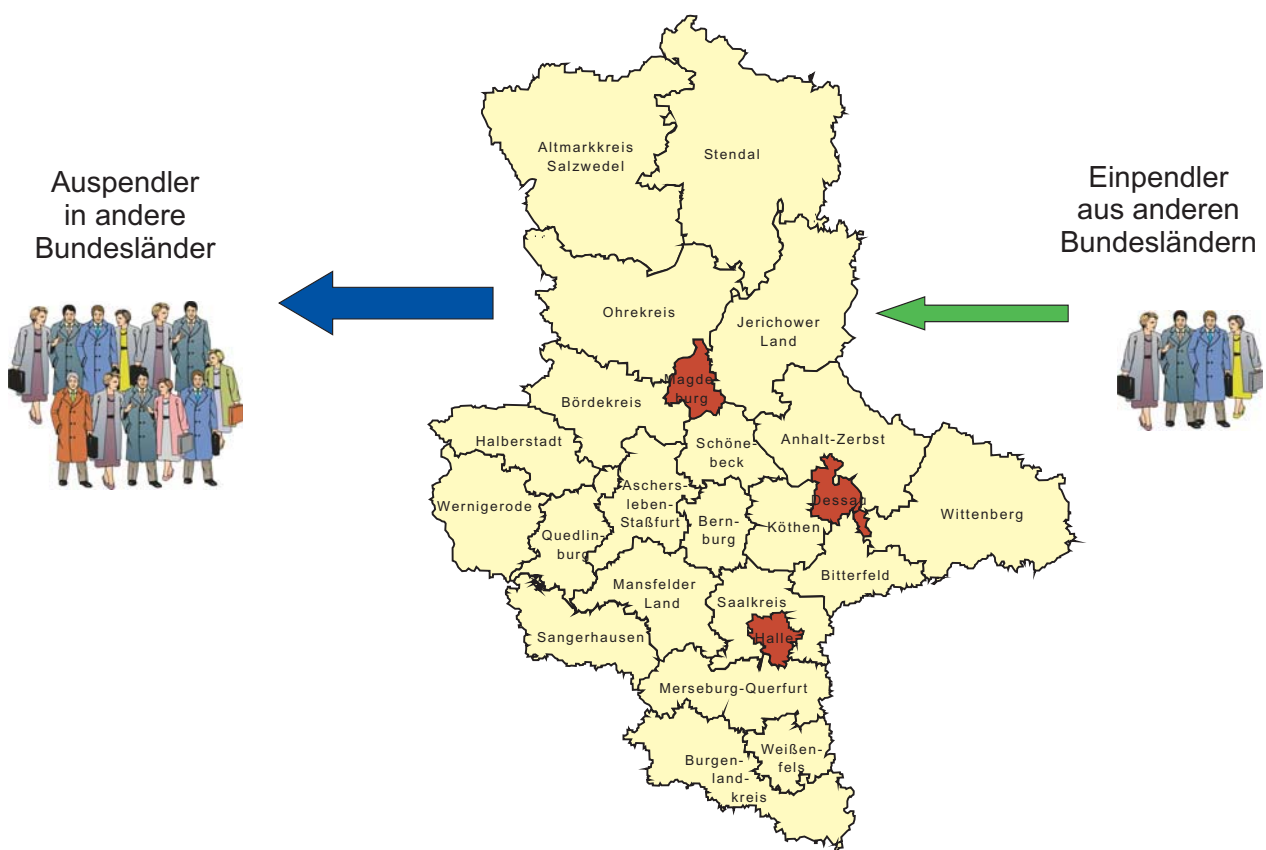 Auspendler
in andere
Bundesländer
Einpendler
aus anderen
Bundesländern
Altmarkkreis
Salzwedel
Stendal
Ohrekreis
Jerichower
Land
Magde-
burg
Bördekreis
Halberstadt
Schöne-
beck
Anhalt-Zerbst
Wernigerode
Aschers-
leben-
Staßfurt
Quedlin-
burg
Bern-
burg
Köthen
Dessau
Wittenberg
Bitterfeld
Mansfelder
Land
Saalkreis
Halle
Sangerhausen
Merseburg-Querfurt
Weißen-
fels
Burgen-
land-
kreis